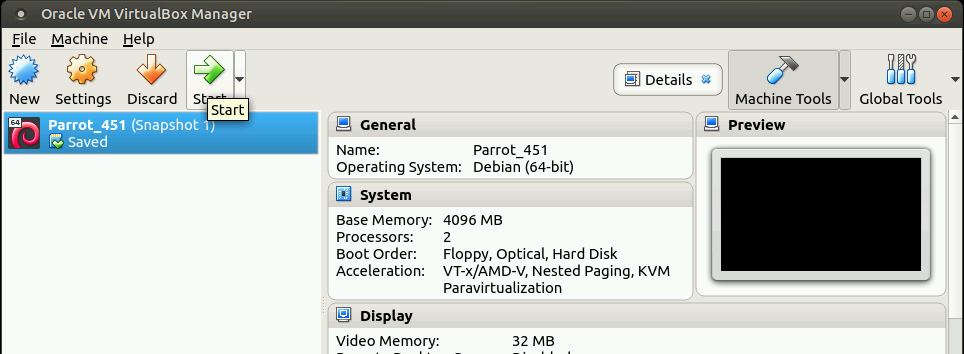 Oracle VM VirtualBox Manager
File Machine Help
New Settings Discard Start Details Machine Tools Global Tools
Start
64
Parrot_451 (Snapshot 1)
Saved
General
Name: Parrot_451
Operating System: Debian (64-bit)
System
Base Memory: 4096 MB
Processors: 2
Boot Order: Floppy, Optical, Hard Disk
Acceleration: VT-x/AMD-V, Nested Paging, KVM
Paravirtualization
Display
Video Memory: 32 MB
Preview